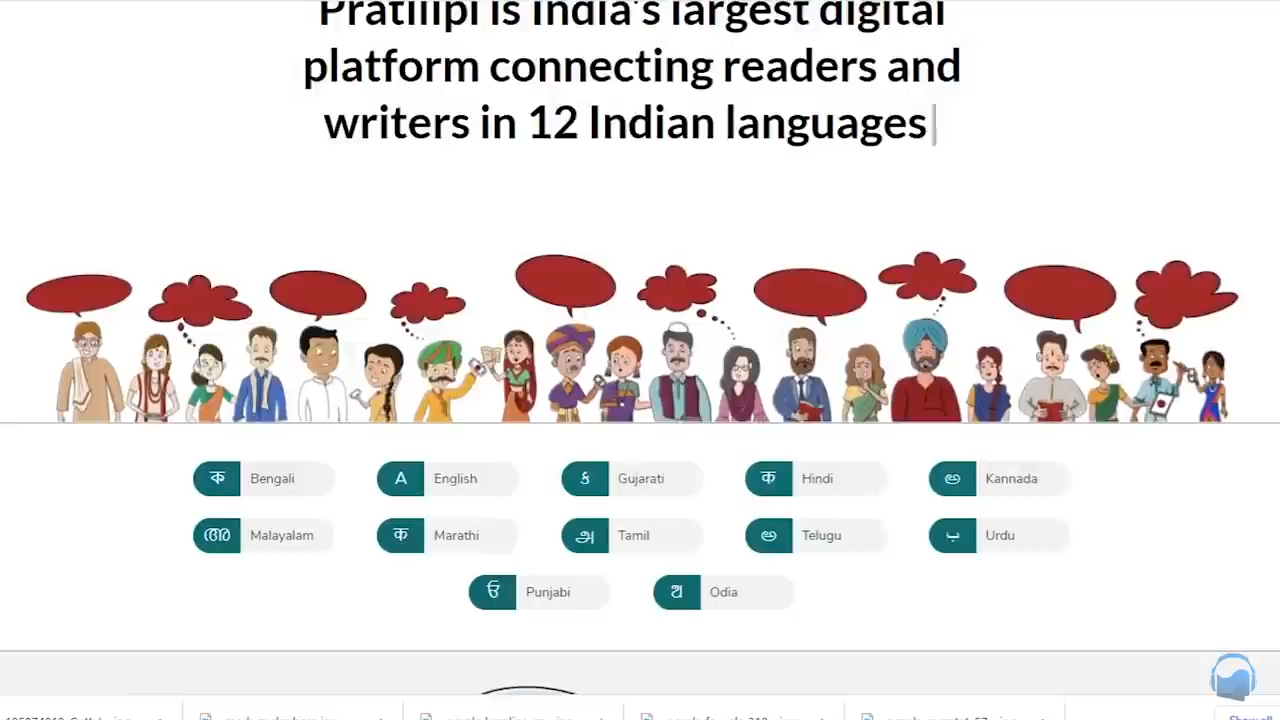 Pratilipi is India's largest digital
platform connecting readers and
writers in 12 Indian languages
ক Bengali
A English
ક Gujarati
क Hindi
ಅ Kannada
അ Malayalam
क Marathi
அ Tamil
అ Telugu
ب Urdu
ਓ Punjabi
ଅ Odia